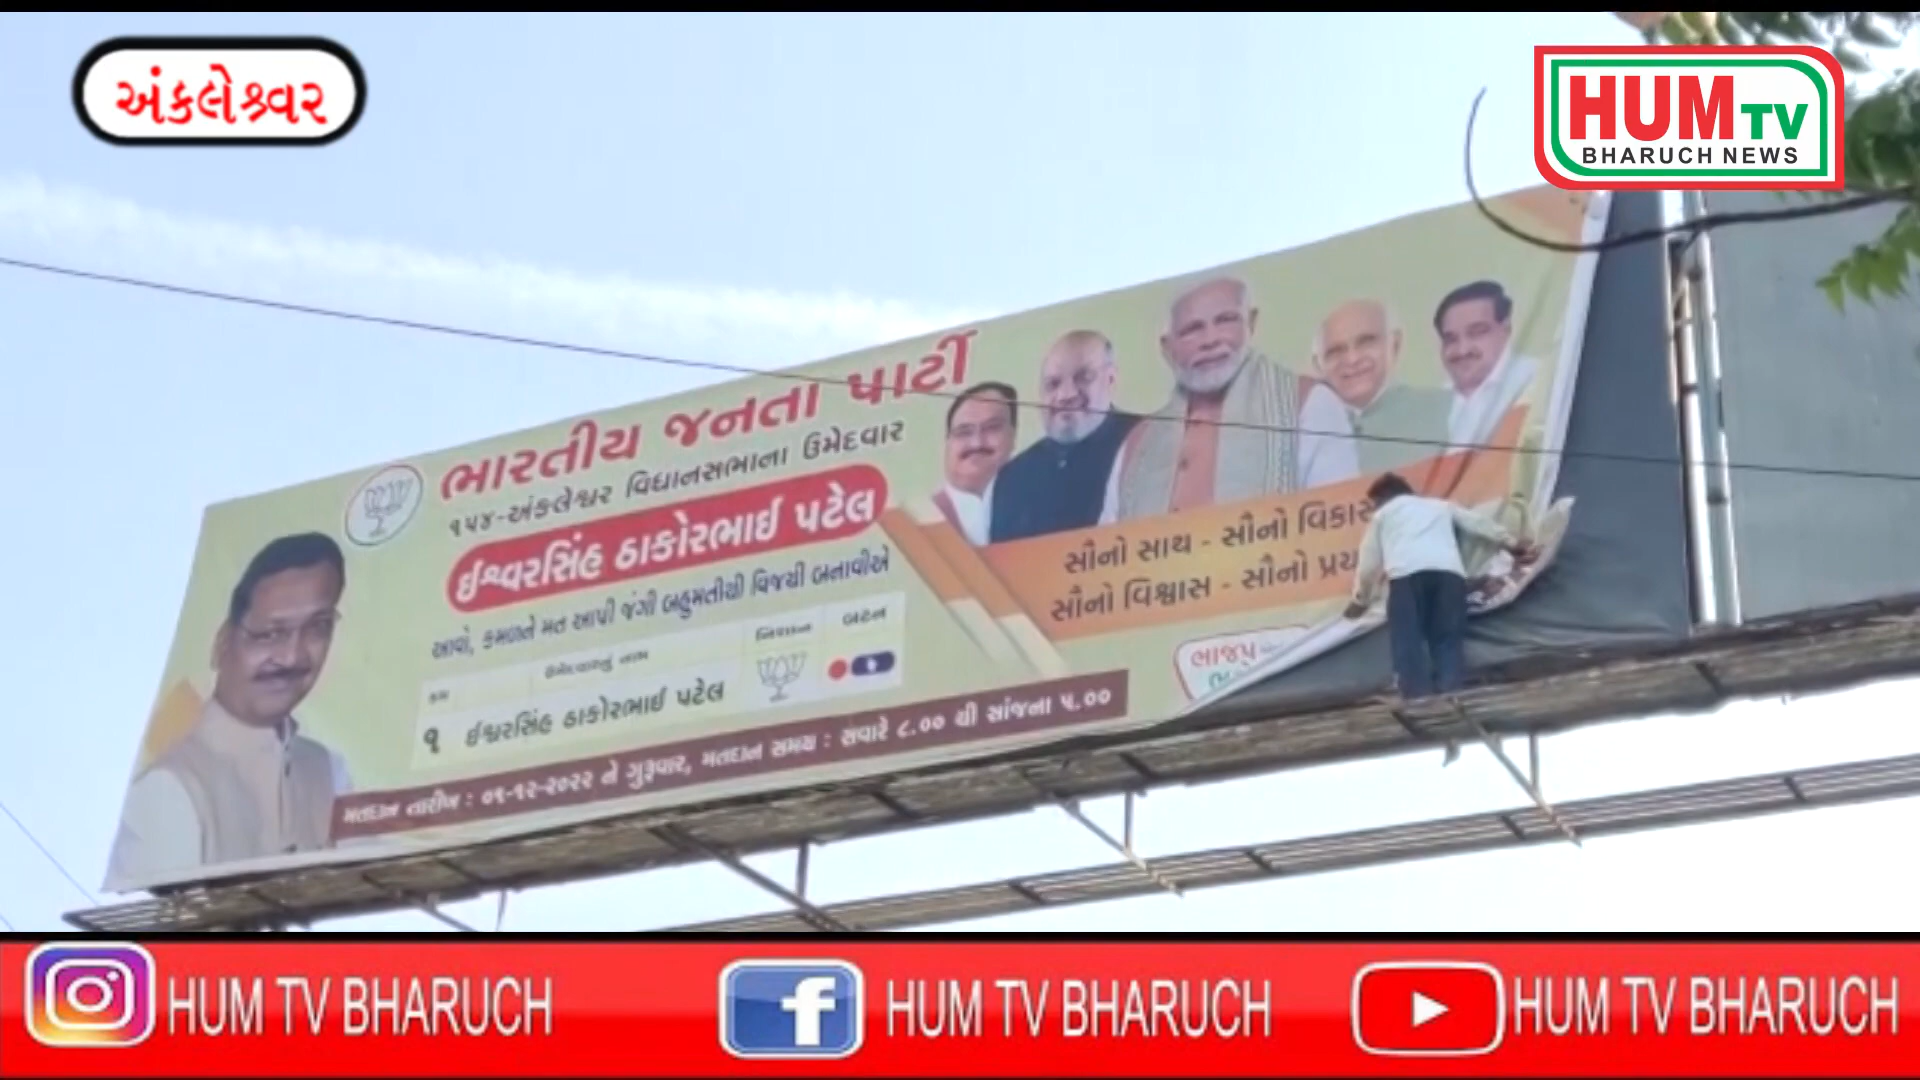 અંકલેશ્વર
HUM TV
BHARUCH NEWS
ભારતીય જનતા પાર્ટી
૧૫૪-અંકલેશ્વર વિધાનસભાના ઉમેદવાર
ઈશ્વરસિંહ ઠાકોરભાઈ પટેલ
આવો, કમળને મત આપી જંગી બહુમતીથી વિજયી બનાવીએ
ક્રમ ઉમેદવારનું નામ નિશાન બટન
૧ ઈશ્વરસિંહ ઠાકોરભાઈ પટેલ
મતદાન તારીખ : ૦૧-૧૨-૨૦૨૨ ને ગુરૂવાર, મતદાન સમય : સવારે ૮.૦૦ થી સાંજના ૫.૦૦
સૌનો સાથ - સૌનો વિકાસ
સૌનો વિશ્વાસ - સૌનો પ્રય
ભાજપ
HUM TV BHARUCH
HUM TV BHARUCH
HUM TV BHARUCH